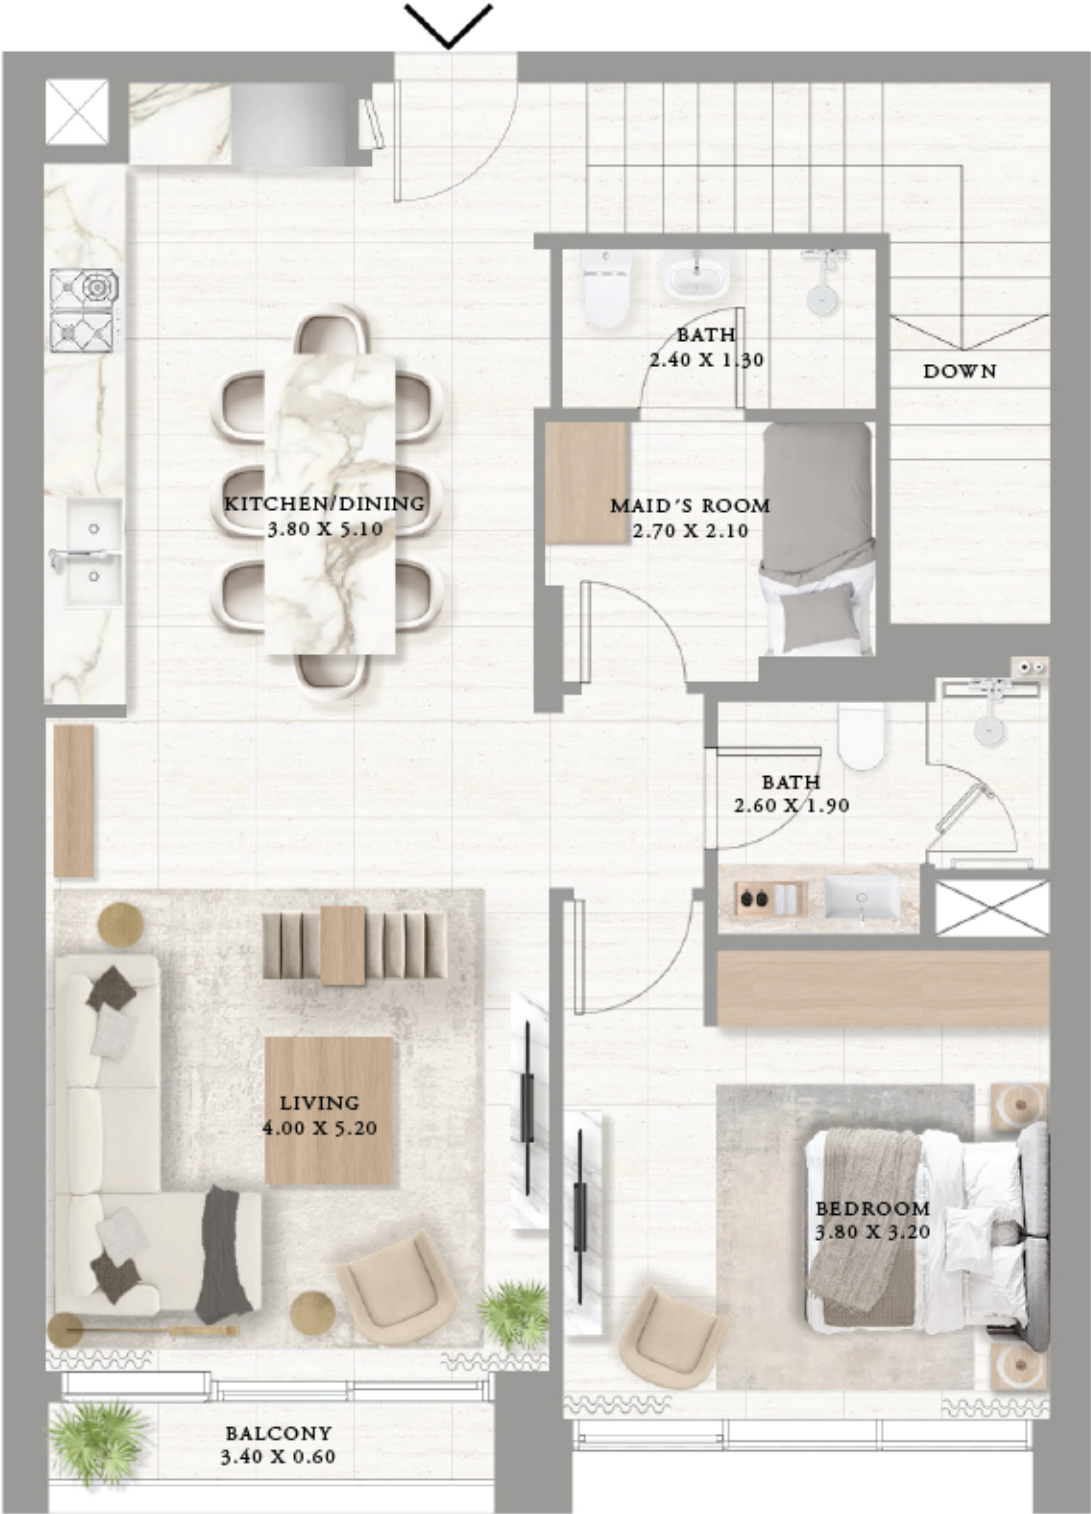 BATH
2.40 X 1.30
DOWN
KITCHEN/DINING
3.80 X 5.10
MAID'S ROOM
2.70 X 2.10
BATH
2.60 X 1.90
LIVING
4.00 X 5.20
BEDROOM
3.80 X 3.20
BALCONY
3.40 X 0.60